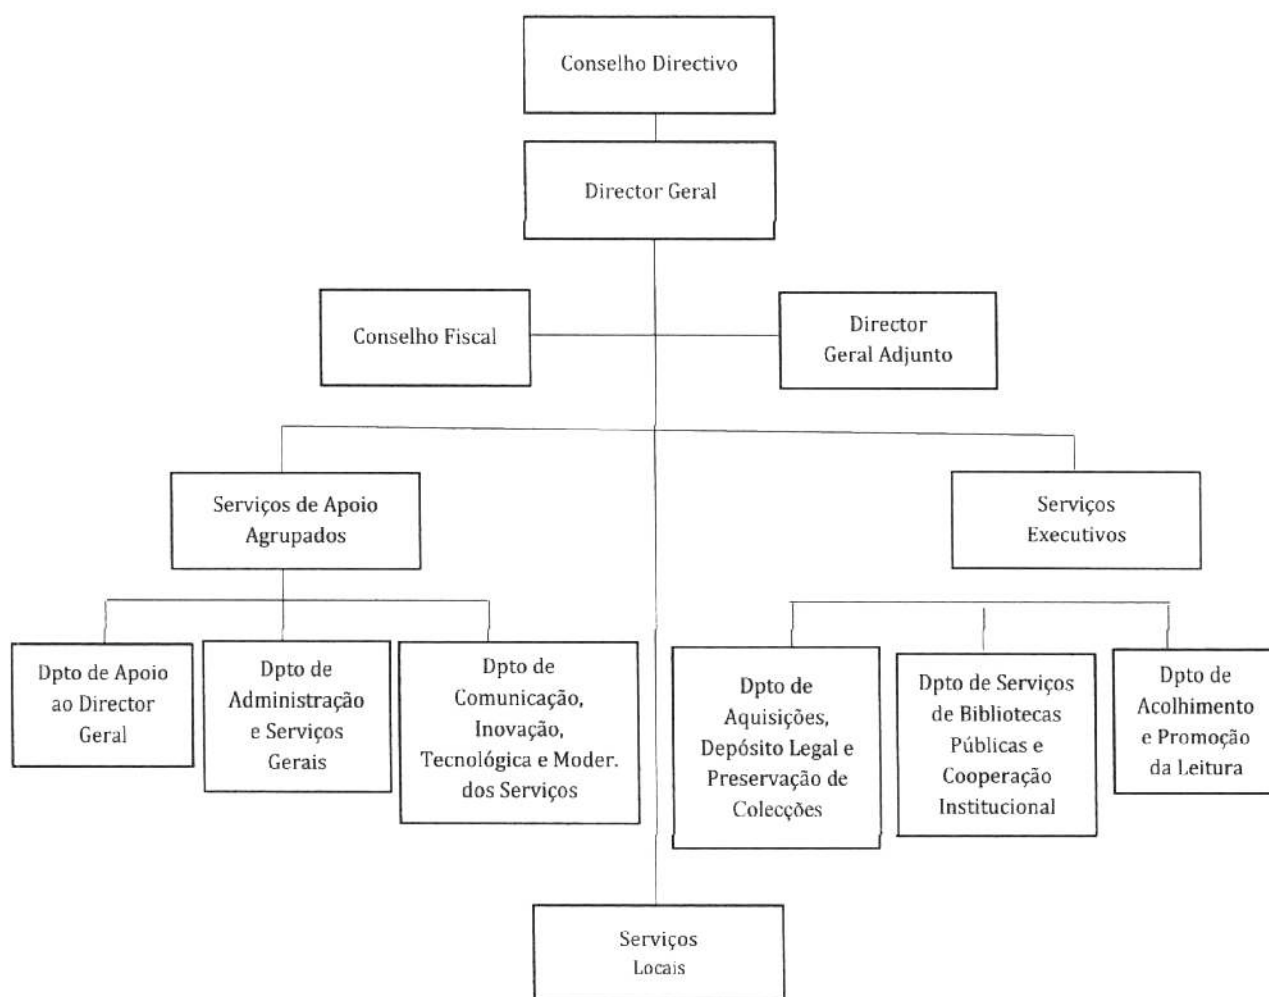 Conselho Directivo
Director Geral
Conselho Fiscal
Director
Geral Adjunto
Serviços de Apoio
Agrupados
Serviços
Executivos
Dpto de Apoio
ao Director
Geral
Dpto de
Administração
e Serviços
Gerais
Dpto de
Comunicação,
Inovação,
Tecnológica e Moder.
dos Serviços
Dpto de
Aquisições,
Depósito Legal e
Preservação de
Colecções
Dpto de Serviços
de Bibliotecas
Públicas e
Cooperação
Institucional
Dpto de
Acolhimento
e Promoção
da Leitura
Serviços
Locais